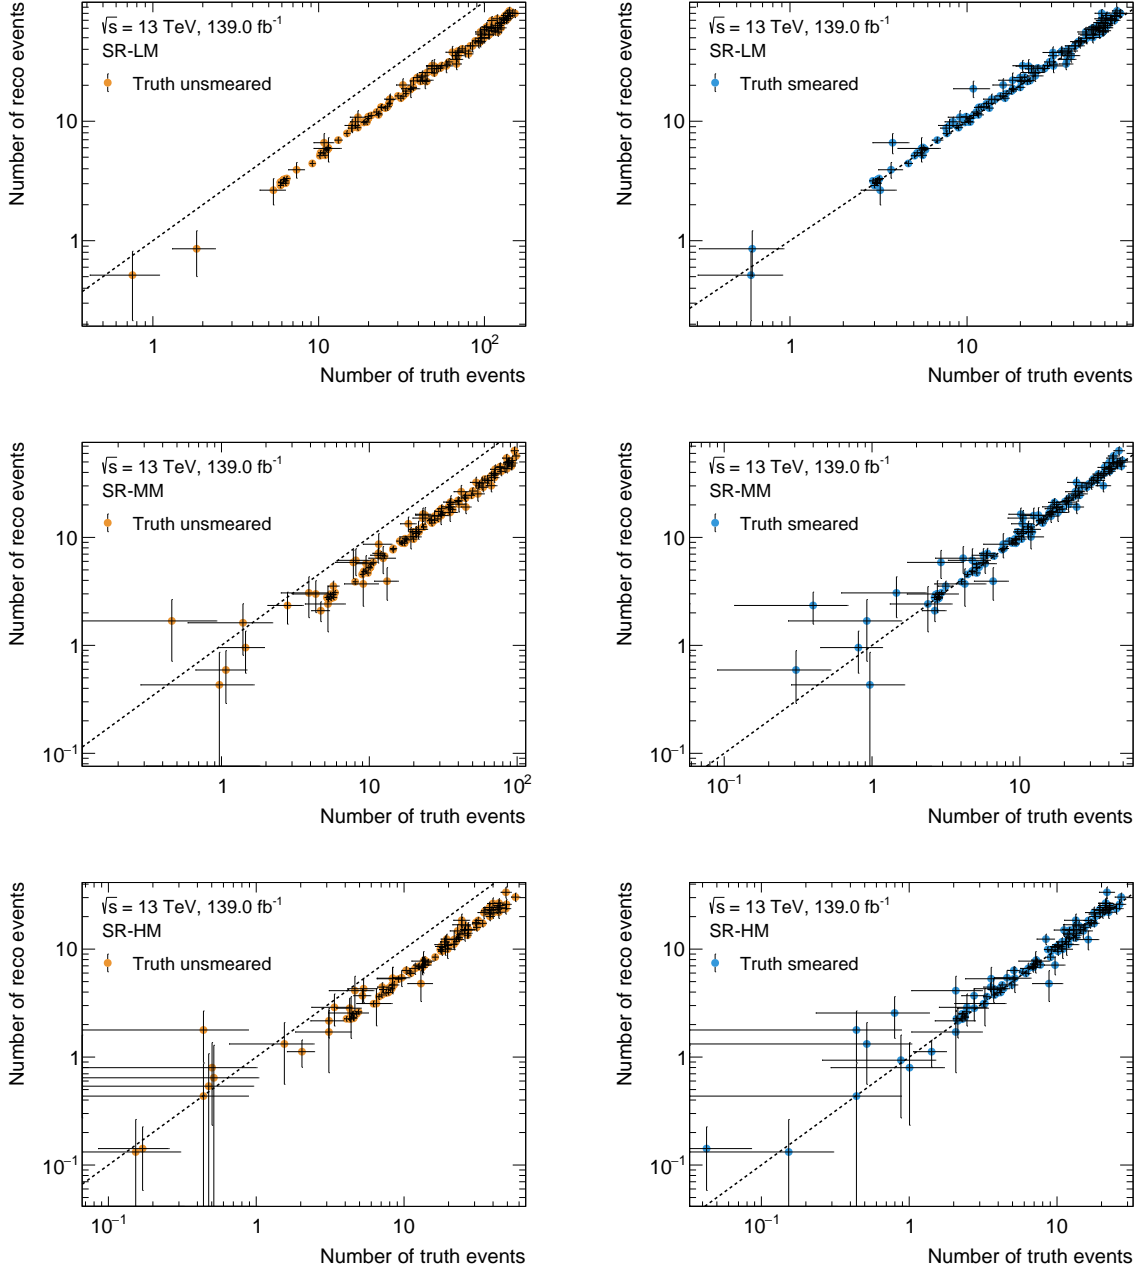 Number of reco events
√s = 13 TeV, 139.0 fb⁻¹
SR-LM
Truth unsmeared
10
1
1
10
10²
Number of truth events
Number of reco events
√s = 13 TeV, 139.0 fb⁻¹
SR-LM
Truth smeared
10
1
1
10
Number of truth events
Number of reco events
√s = 13 TeV, 139.0 fb⁻¹
SR-MM
Truth unsmeared
10
1
10⁻¹
1
10
10²
Number of truth events
Number of reco events
√s = 13 TeV, 139.0 fb⁻¹
SR-MM
Truth smeared
10
1
10⁻¹
10⁻¹
1
10
Number of truth events
Number of reco events
√s = 13 TeV, 139.0 fb⁻¹
SR-HM
Truth unsmeared
10
1
10⁻¹
10⁻¹
1
10
Number of truth events
Number of reco events
√s = 13 TeV, 139.0 fb⁻¹
SR-HM
Truth smeared
10
1
10⁻¹
10⁻¹
1
10
Number of truth events